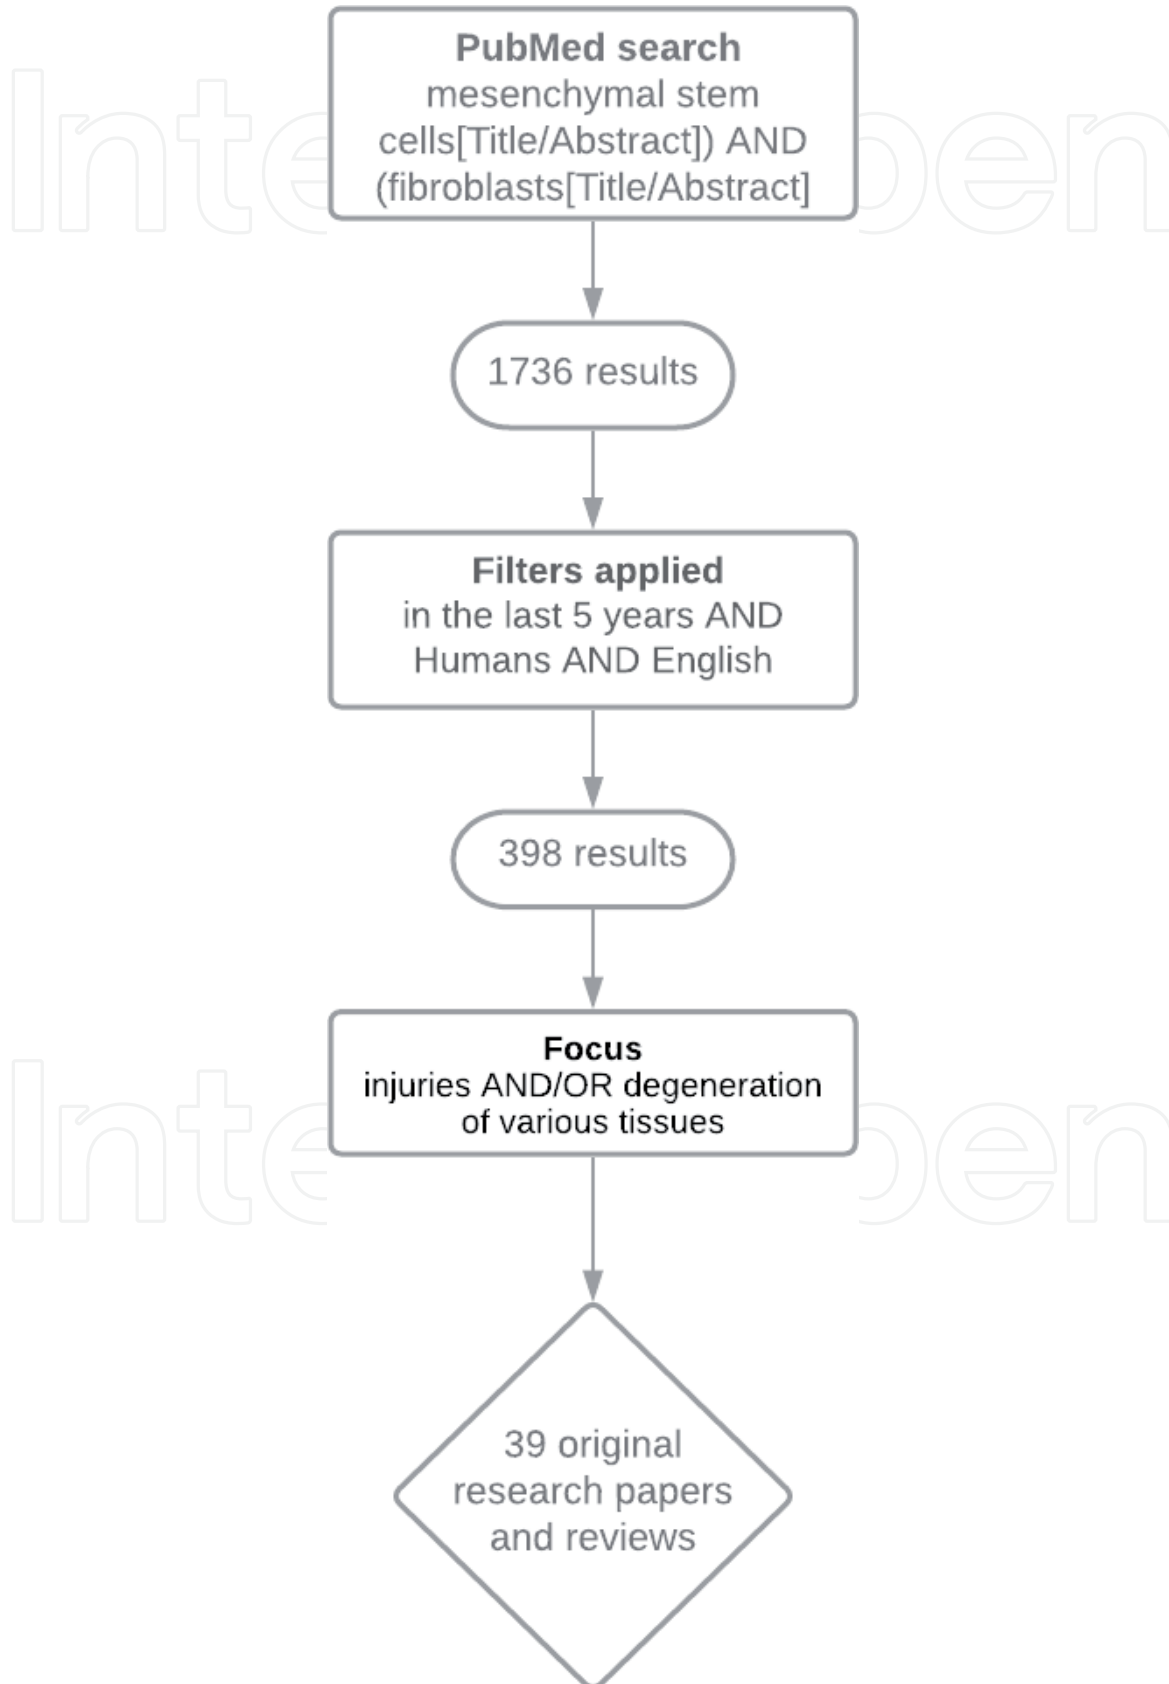 PubMed search
mesenchymal stem
cells[Title/Abstract]) AND
(fibroblasts[Title/Abstract]
1736 results
Filters applied
in the last 5 years AND
Humans AND English
398 results
Focus
injuries AND/OR degeneration
of various tissues
39 original
research papers
and reviews